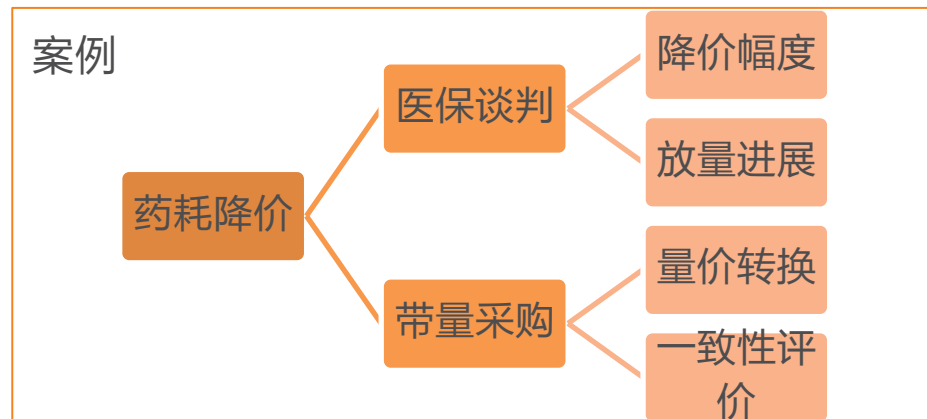 案例
药耗降价
医保谈判
降价幅度
放量进展
带量采购
量价转换
一致性评
价